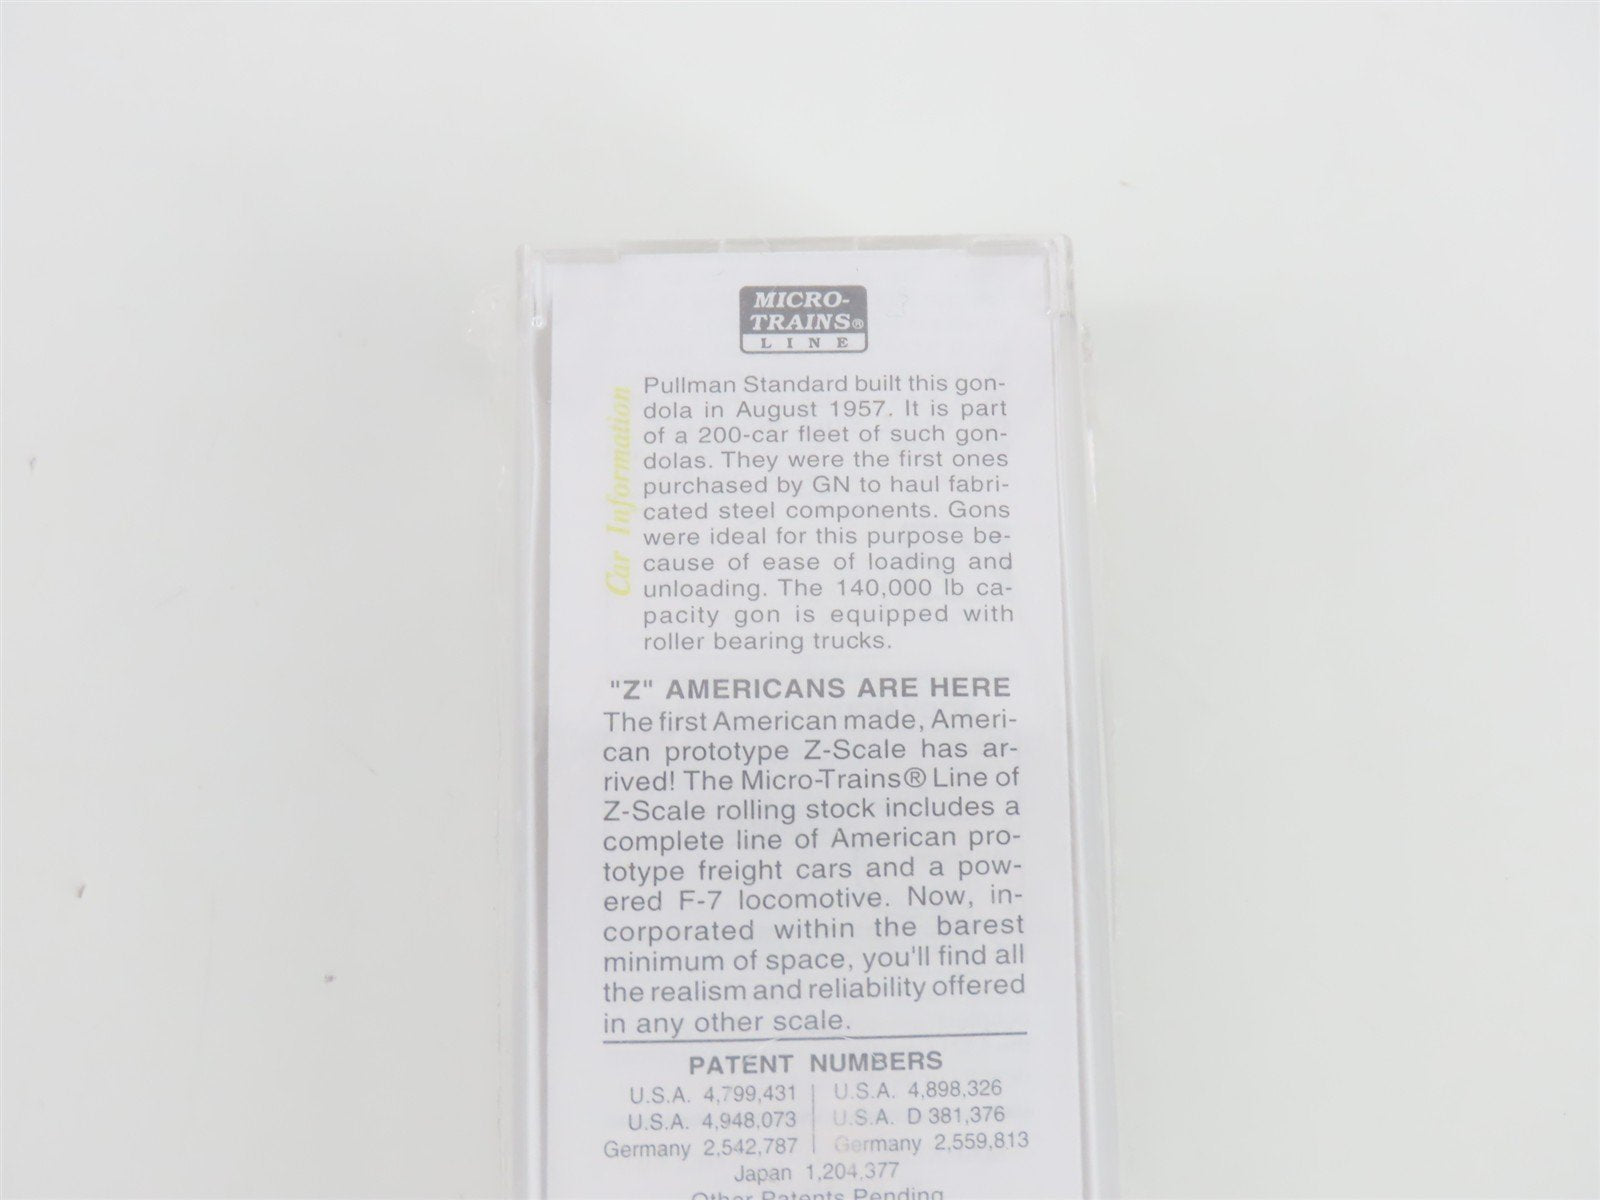 MICRO-
TRAINS®
LINE
Car Information
Pullman Standard built this gon-
dola in August 1957. It is part
of a 200-car fleet of such gon-
dolas. They were the first ones
purchased by GN to haul fabri-
cated steel components. Gons
were ideal for this purpose be-
cause of ease of loading and
unloading. The 140,000 lb ca-
pacity gon is equipped with
roller bearing trucks.
"Z" AMERICANS ARE HERE
The first American made, Ameri-
can prototype Z-Scale has ar-
rived! The Micro-Trains® Line of
Z-Scale rolling stock includes a
complete line of American pro-
totype freight cars and a pow-
ered F-7 locomotive. Now, in-
corporated within the barest
minimum of space, you'll find all
the realism and reliability offered
in any other scale.
PATENT NUMBERS
U.S.A. 4,799,431 | U.S.A. 4,898,326
U.S.A. 4,948,073 | U.S.A. D 381,376
Germany 2,542,787 | Germany 2,559,813
Japan 1,204,377
Other Patents Pending